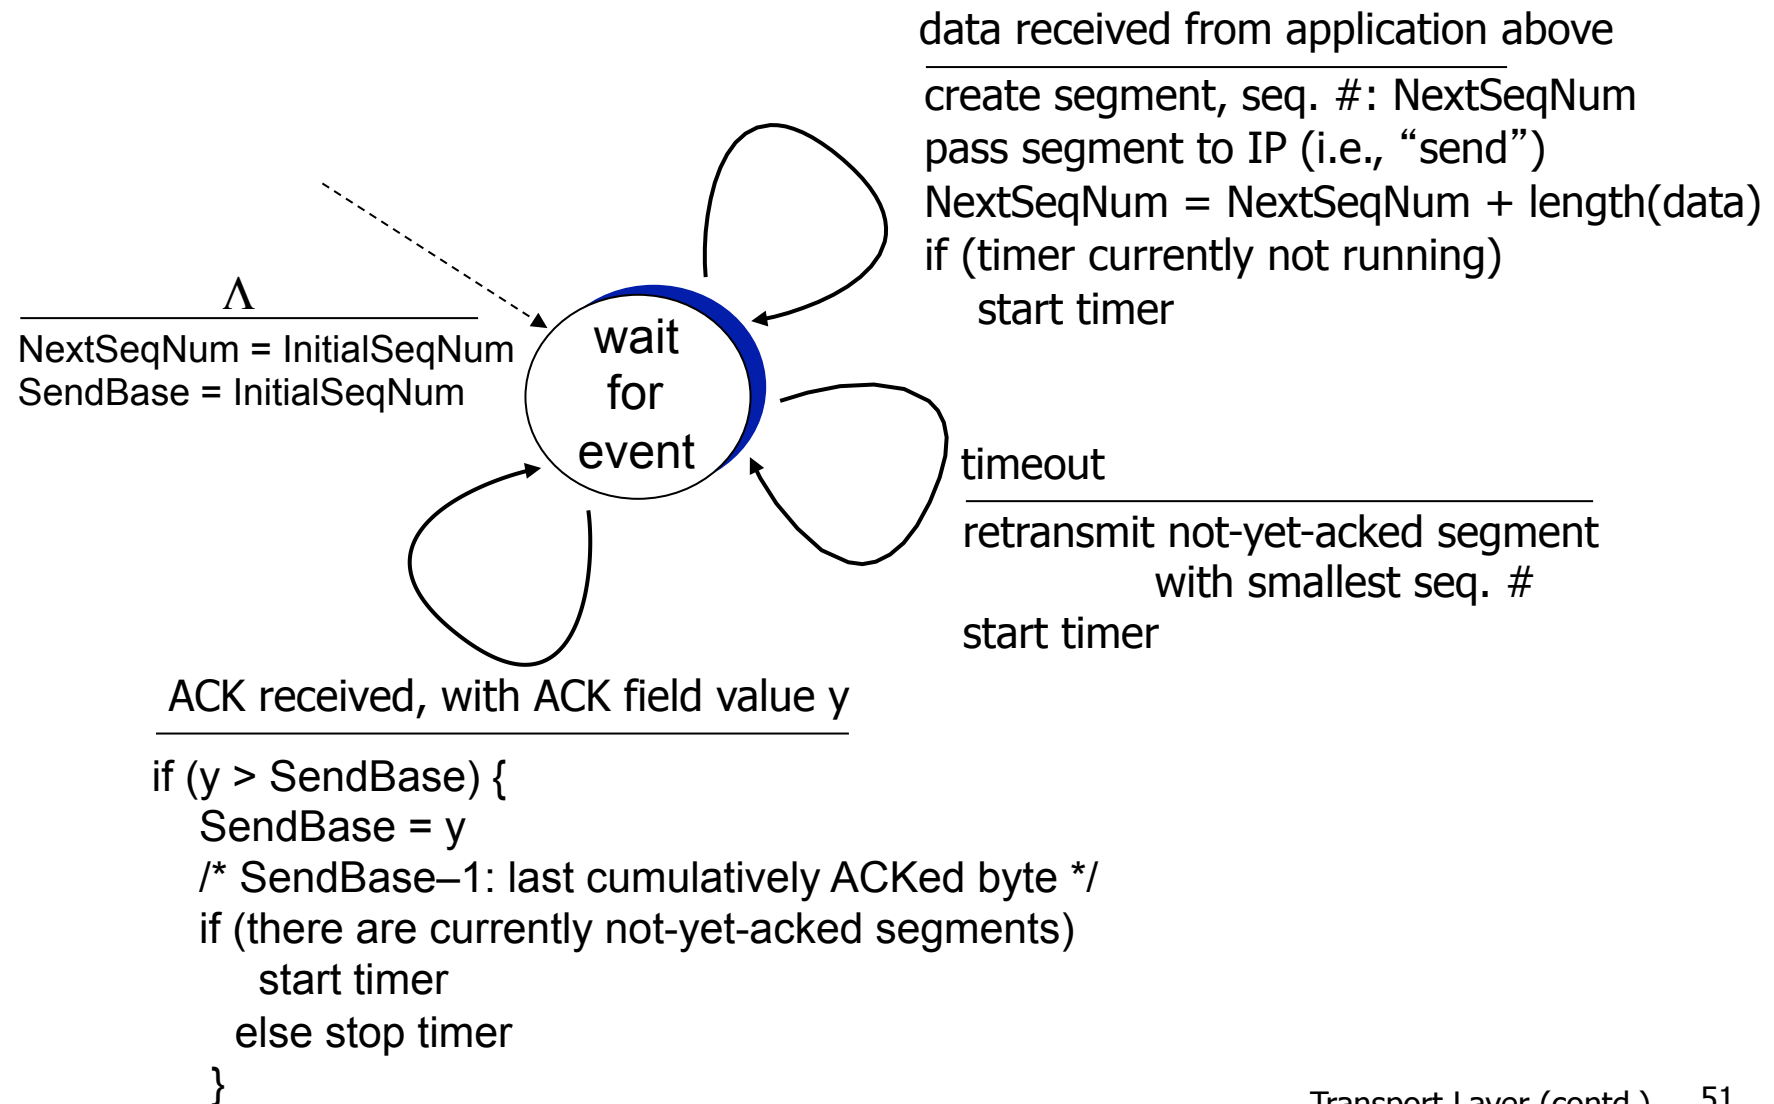 data received from application above
create segment, seq. #: NextSeqNum
pass segment to IP (i.e., “send”)
NextSeqNum = NextSeqNum + length(data)
if (timer currently not running)
start timer
Λ
NextSeqNum = InitialSeqNum
SendBase = InitialSeqNum
wait
for
event
timeout
retransmit not-yet-acked segment
with smallest seq. #
start timer
ACK received, with ACK field value y
if (y > SendBase) {
SendBase = y
/* SendBase–1: last cumulatively ACKed byte */
if (there are currently not-yet-acked segments)
start timer
else stop timer
}
Transport Layer (contd.) 51